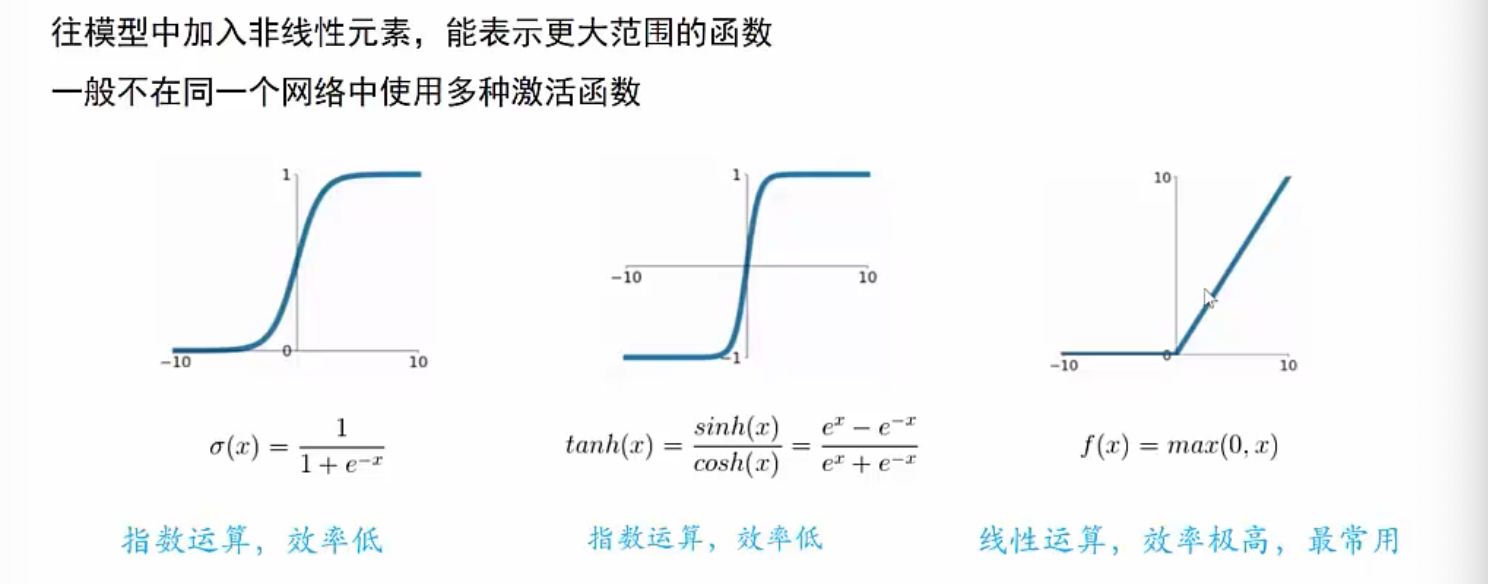 往模型中加入非线性元素，能表示更大范围的函数
一般不在同一个网络中使用多种激活函数
1
0
−10
10
1
−10
10
−1
10
0
−10
10
σ(x) = 1 / (1 + e^{−x})
tanh(x) = sinh(x) / cosh(x) = (e^x − e^{−x}) / (e^x + e^{−x})
f(x) = max(0, x)
指数运算，效率低
指数运算，效率低
线性运算，效率极高，最常用